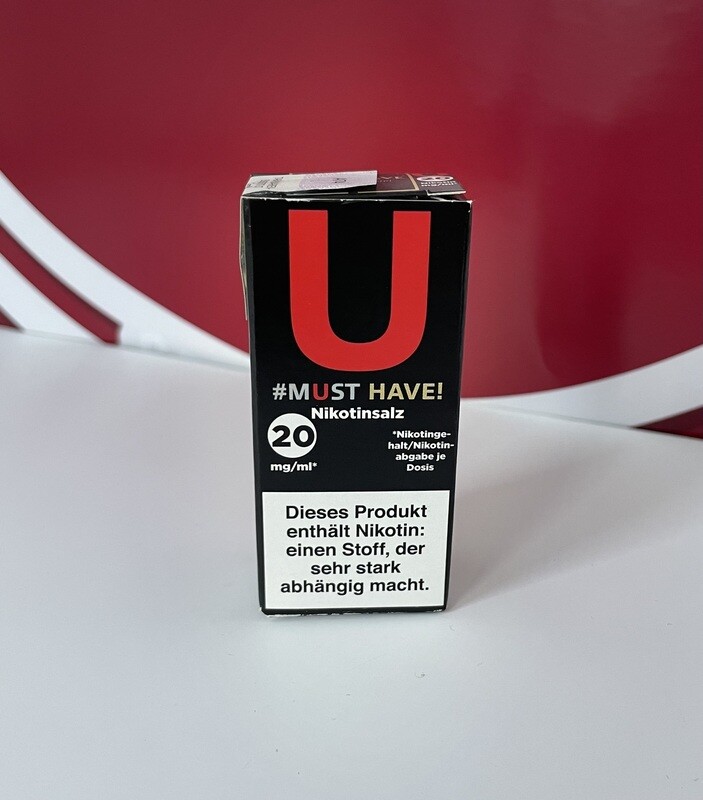 U
#MUST HAVE!
Nikotinsalz
20
mg/ml*
*Nikotinge-
halt/Nikotin-
abgabe je
Dosis
Dieses Produkt
enthält Nikotin:
einen Stoff, der
sehr stark
abhängig macht.